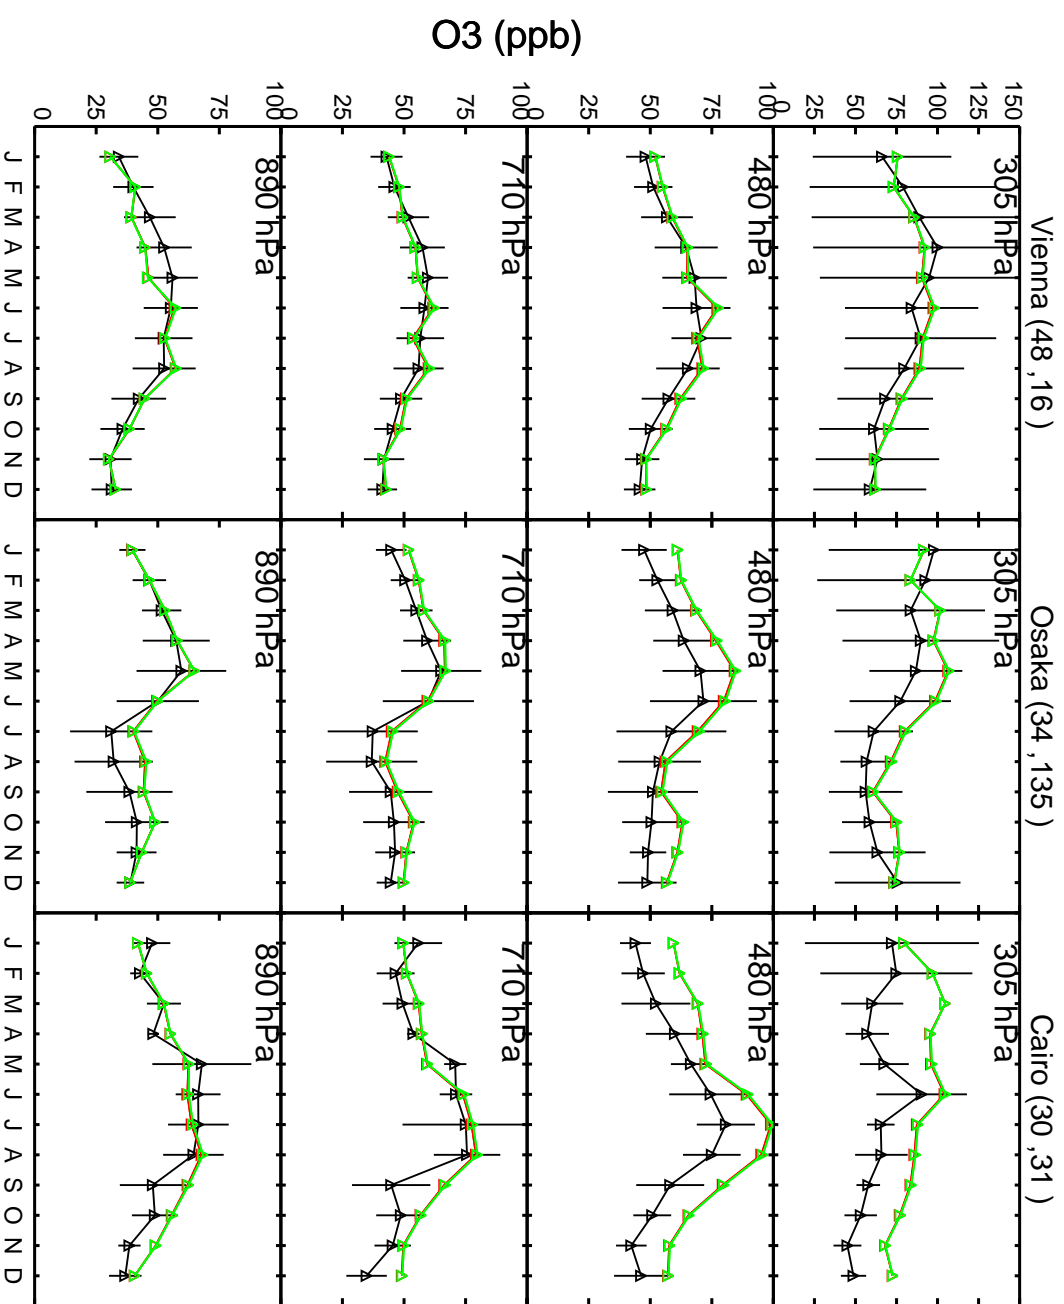 O3 (ppb)
0 25 50 75 100
0 25 50 75 100
0 25 50 75 100
0 25 50 75 100 125 150
Vienna (48 ,16 )
305 hPa
480 hPa
710 hPa
890 hPa
J F M A M J J A S O N D
Osaka (34 ,135 )
305 hPa
480 hPa
710 hPa
890 hPa
J F M A M J J A S O N D
Cairo (30 ,31 )
305 hPa
480 hPa
710 hPa
890 hPa
J F M A M J J A S O N D